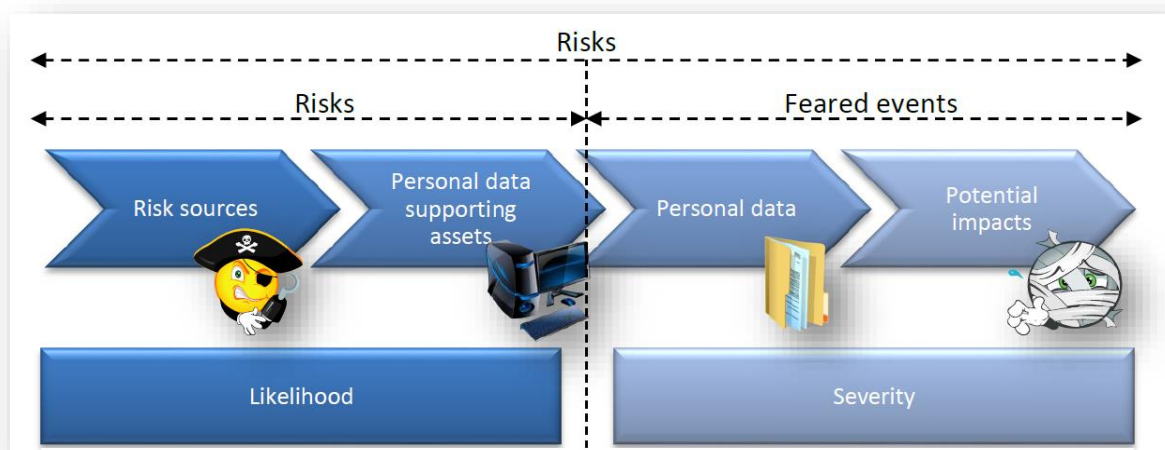 Risks
Risks
Feared events
Risk sources
Personal data
supporting
assets
Personal data
Potential
impacts
Likelihood
Severity